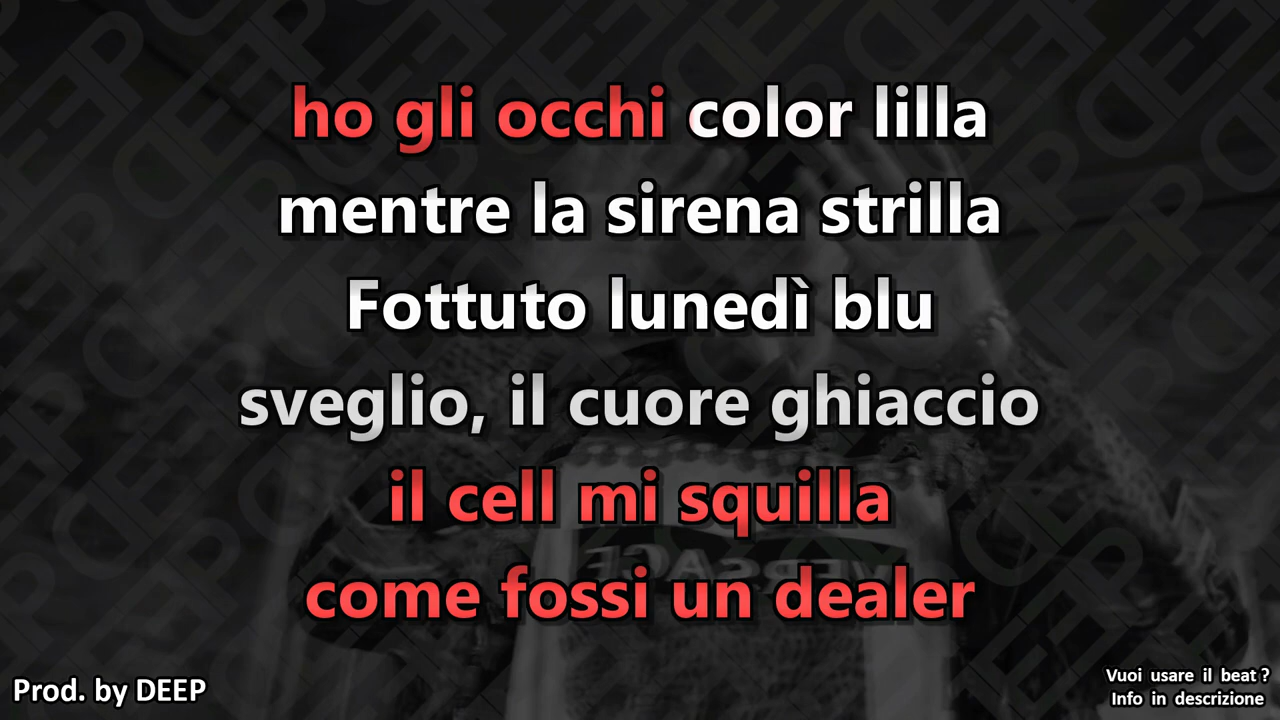 ho gli occhi color lilla
mentre la sirena strilla
Fottuto lunedì blu
sveglio, il cuore ghiaccio
il cell mi squilla
come fossi un dealer
VERSACE
Prod. by DEEP
Vuoi usare il beat ?
Info in descrizione